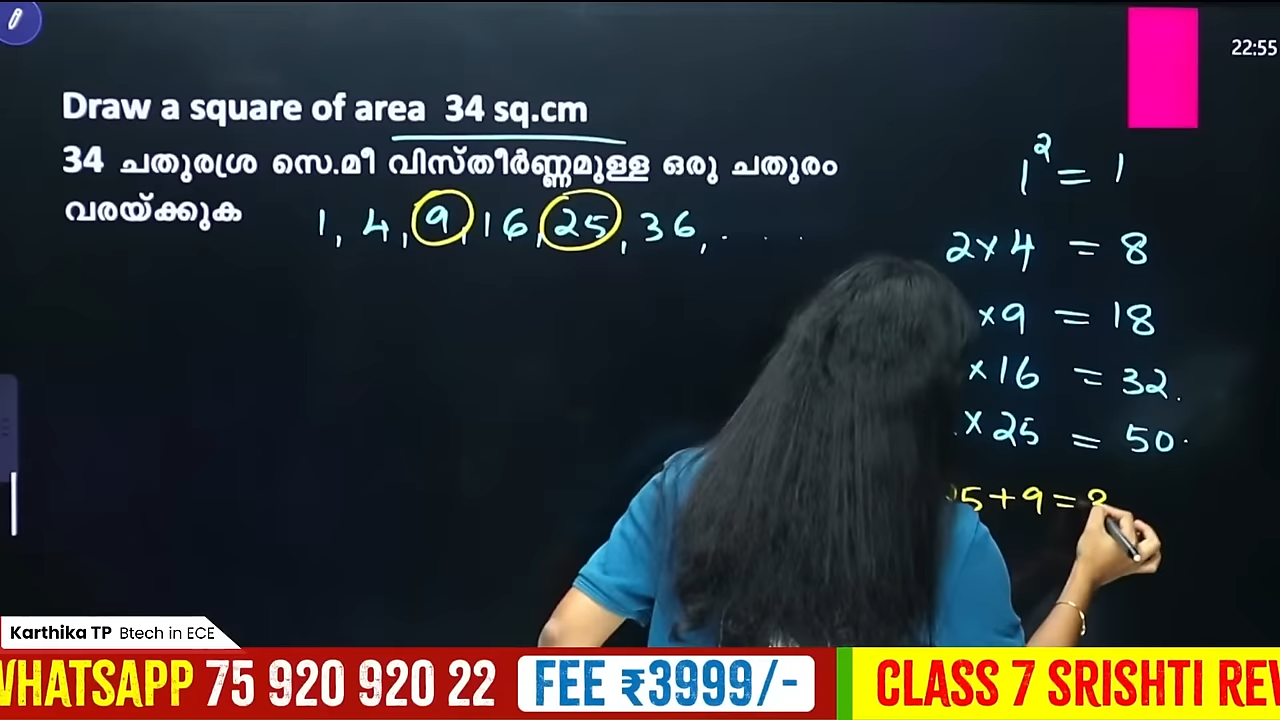 22:55
Draw a square of area 34 sq.cm
34 ചതുരശ്ര സെ.മീ വിസ്തീർണ്ണമുള്ള ഒരു ചതുരം
വരയ്ക്കുക
1, 4, 9, 16, 25, 36, . . . .
1² = 1
2×4 = 8
×9 = 18
×16 = 32.
×25 = 50.
5+9=3
Karthika TP Btech in ECE
WHATSAPP 75 920 920 22 FEE ₹3999/- CLASS 7 SRISHTI